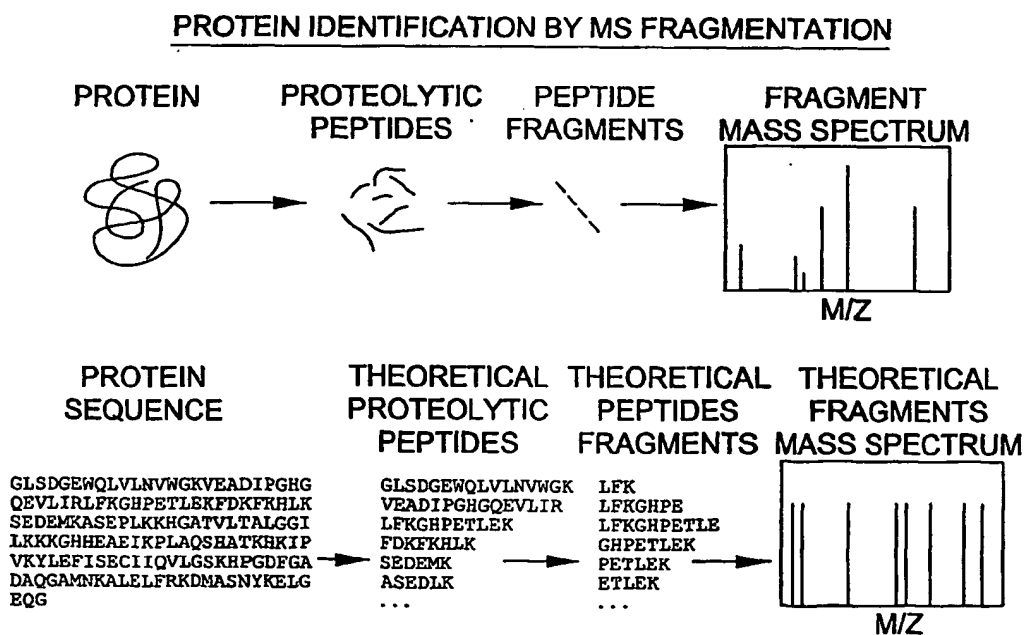 PROTEIN IDENTIFICATION BY MS FRAGMENTATION
PROTEIN
PROTEOLYTIC
PEPTIDES
PEPTIDE
FRAGMENTS
FRAGMENT
MASS SPECTRUM
M/Z
PROTEIN
SEQUENCE
THEORETICAL
PROTEOLYTIC
PEPTIDES
THEORETICAL
PEPTIDES
FRAGMENTS
THEORETICAL
FRAGMENTS
MASS SPECTRUM
GLSDGEWQLVLNVWGKVEADIPGHG
QEVLIRLFKGHPETLEKFDKFKHLK
SEDEMKASEPLKKHGATVLTALGGI
LKKKGHHEAEIKPLAQSHATKHKIP
VKYLEFISECIIQVLGSKHPGDFGA
DAQGAMNKALELFRKDMASNYKELG
EQG
GLSDGEWQLVLNVWGK
VEADIPGHGQEVLIR
LFKGHPETLEK
FDKFKHLK
SEDEMK
ASEDLK
...
LFK
LFKGHPE
LFKGHPETLE
GHPETLEK
PETLEK
ETLEK
...
M/Z